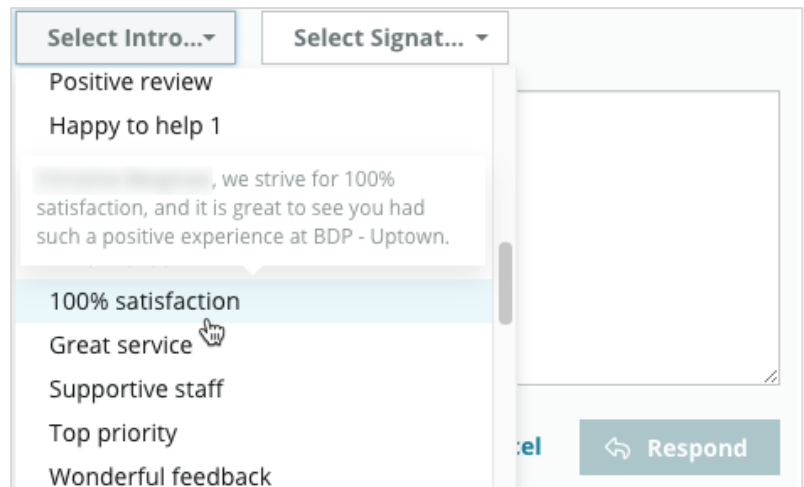 Select Intro...
Select Signat...
Positive review
Happy to help 1
, we strive for 100%
satisfaction, and it is great to see you had
such a positive experience at BDP - Uptown.
100% satisfaction
Great service
Supportive staff
Top priority
Wonderful feedback
Respond